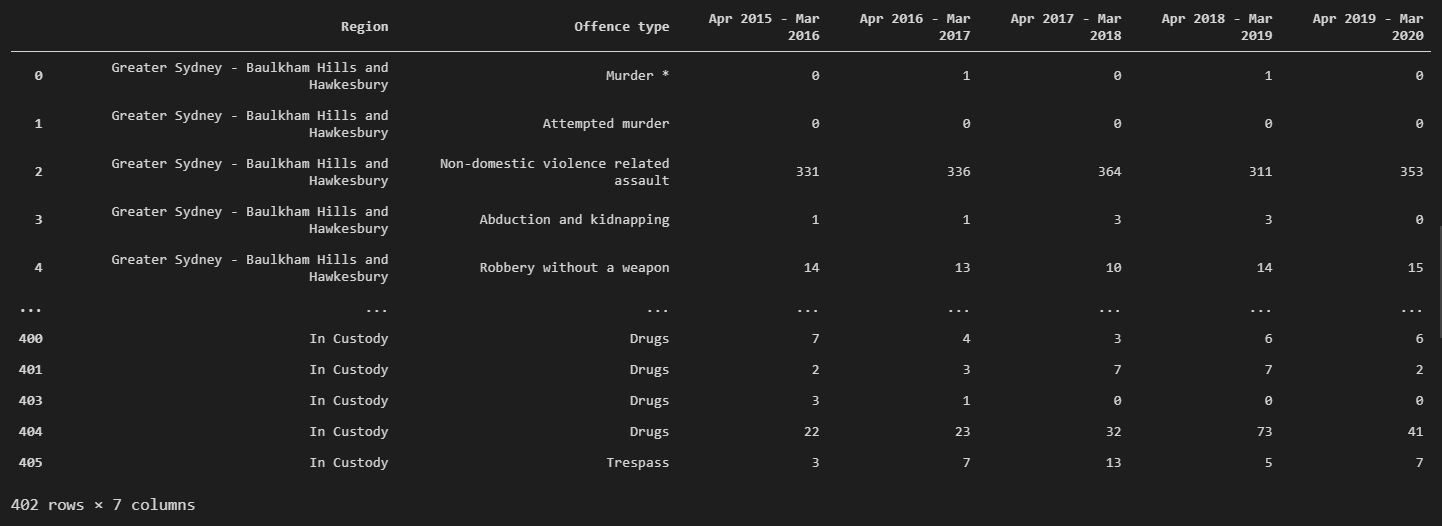 Region Offence type Apr 2015 - Mar 2016 Apr 2016 - Mar 2017 Apr 2017 - Mar 2018 Apr 2018 - Mar 2019 Apr 2019 - Mar 2020
0 Greater Sydney - Baulkham Hills and Hawkesbury Murder * 0 1 0 1 0
1 Greater Sydney - Baulkham Hills and Hawkesbury Attempted murder 0 0 0 0 0
2 Greater Sydney - Baulkham Hills and Hawkesbury Non-domestic violence related assault 331 336 364 311 353
3 Greater Sydney - Baulkham Hills and Hawkesbury Abduction and kidnapping 1 1 3 3 0
4 Greater Sydney - Baulkham Hills and Hawkesbury Robbery without a weapon 14 13 10 14 15
... ... ... ... ... ... ... ...
400 In Custody Drugs 7 4 3 6 6
401 In Custody Drugs 2 3 7 7 2
403 In Custody Drugs 3 1 0 0 0
404 In Custody Drugs 22 23 32 73 41
405 In Custody Trespass 3 7 13 5 7
402 rows × 7 columns